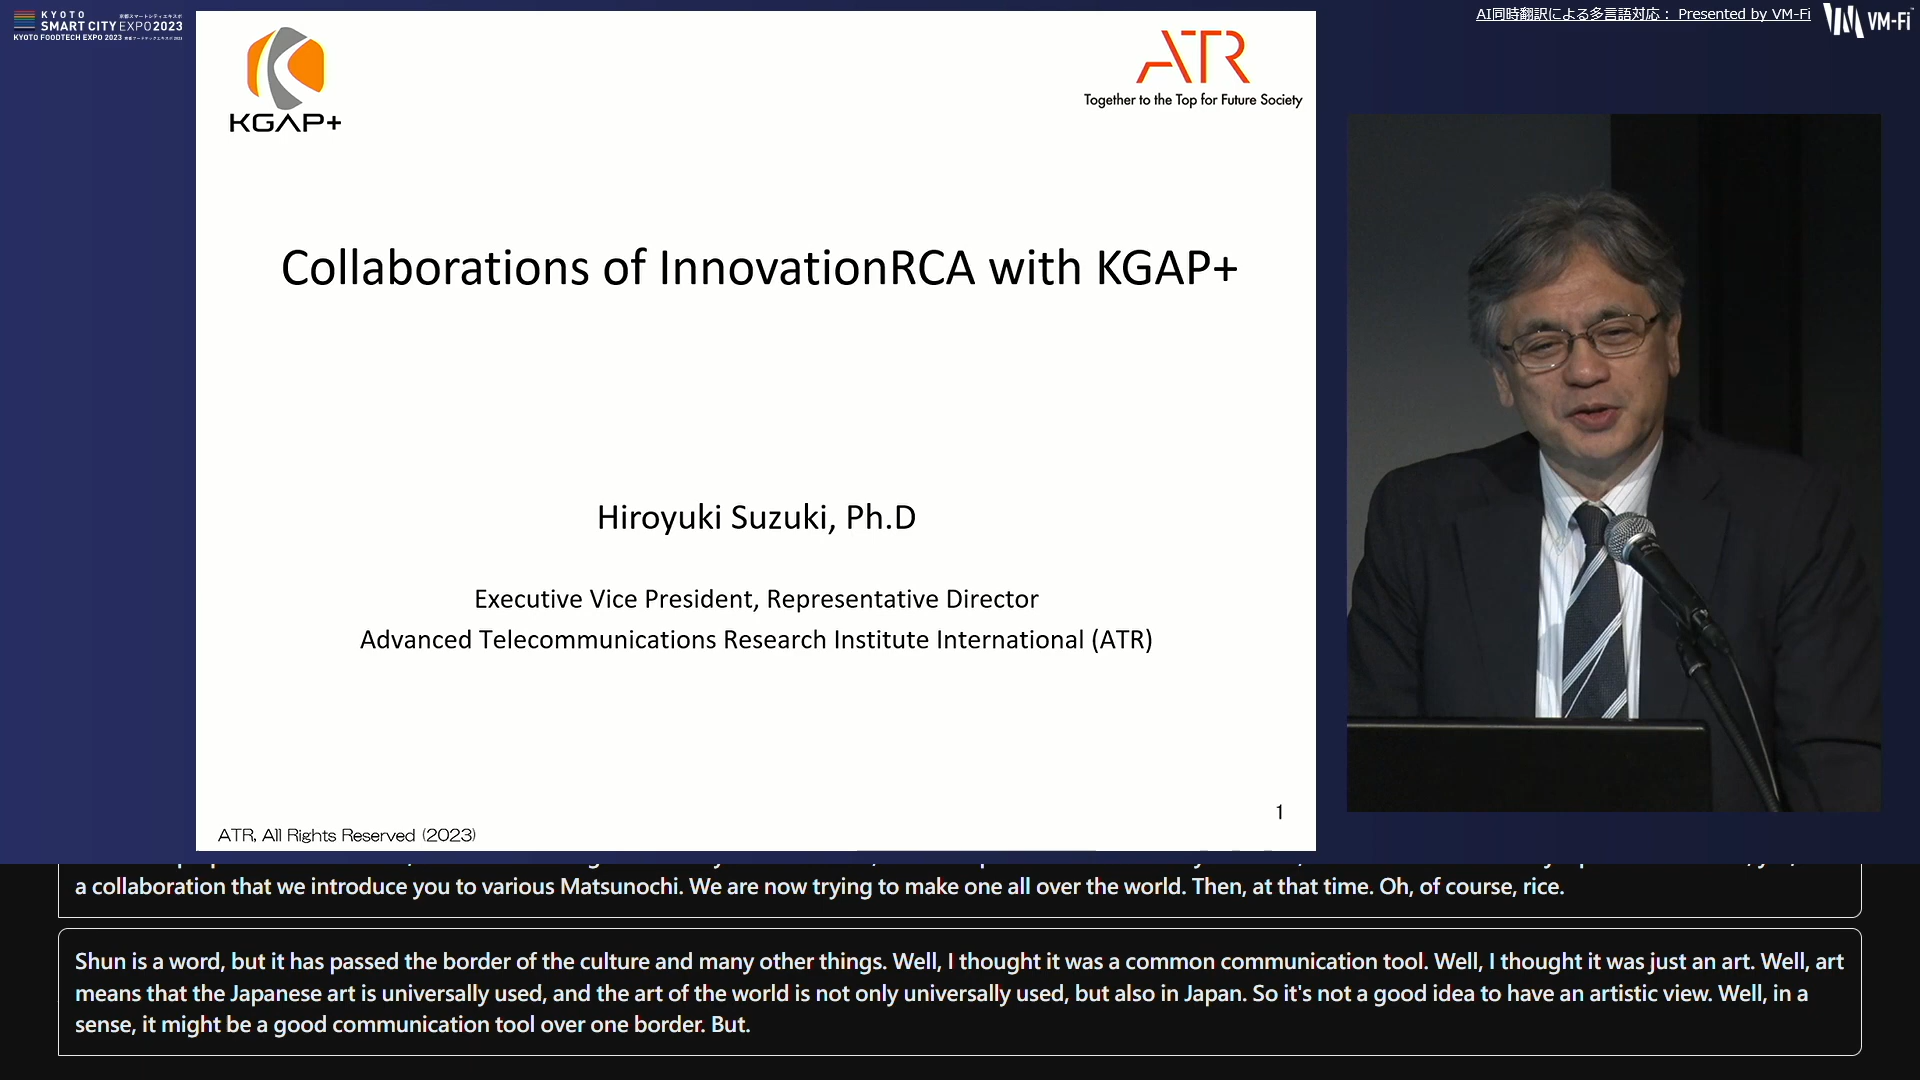 KYOTO
SMART CITY EXPO2023
KYOTO FOODTECH EXPO 2023
AI同時翻訳による多言語対応： Presented by VM-Fi
VM-Fi
KGAP+
ATR
Together to the Top for Future Society
Collaborations of InnovationRCA with KGAP+
Hiroyuki Suzuki, Ph.D
Executive Vice President, Representative Director
Advanced Telecommunications Research Institute International (ATR)
1
ATR, All Rights Reserved (2023)
a collaboration that we introduce you to various Matsunochi. We are now trying to make one all over the world. Then, at that time. Oh, of course, rice.
Shun is a word, but it has passed the border of the culture and many other things. Well, I thought it was a common communication tool. Well, I thought it was just an art. Well, art
means that the Japanese art is universally used, and the art of the world is not only universally used, but also in Japan. So it's not a good idea to have an artistic view. Well, in a
sense, it might be a good communication tool over one border. But.